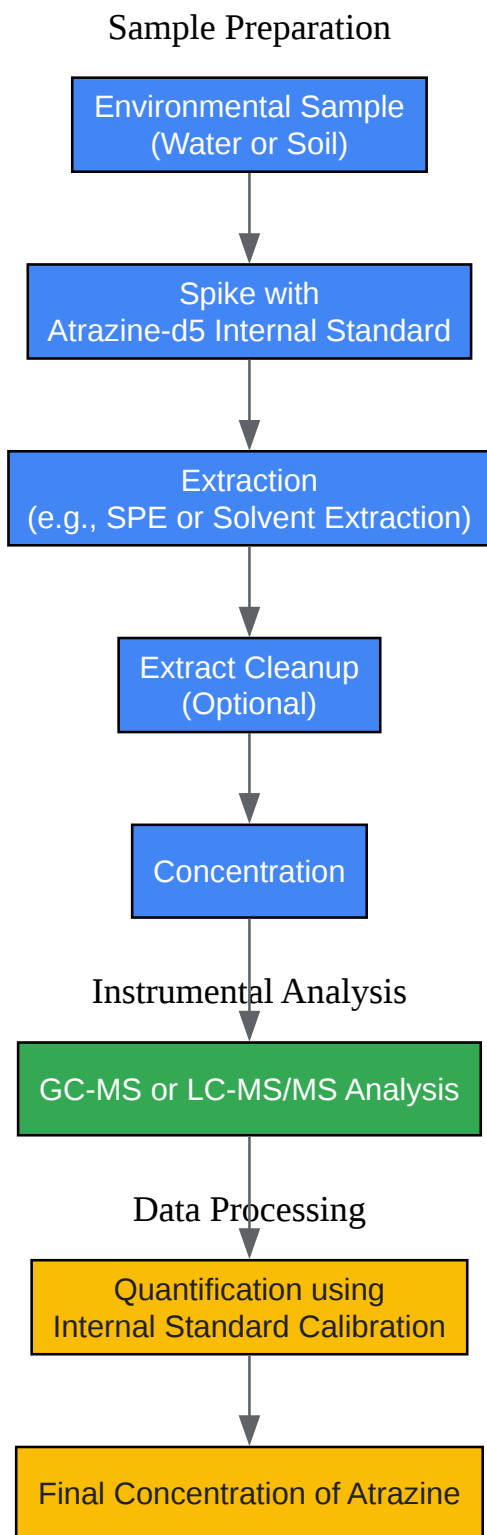 Sample Preparation
Environmental Sample
(Water or Soil)
Spike with
Atrazine-d5 Internal Standard
Extraction
(e.g., SPE or Solvent Extraction)
Extract Cleanup
(Optional)
Concentration
Instrumental Analysis
GC-MS or LC-MS/MS Analysis
Data Processing
Quantification using
Internal Standard Calibration
Final Concentration of Atrazine